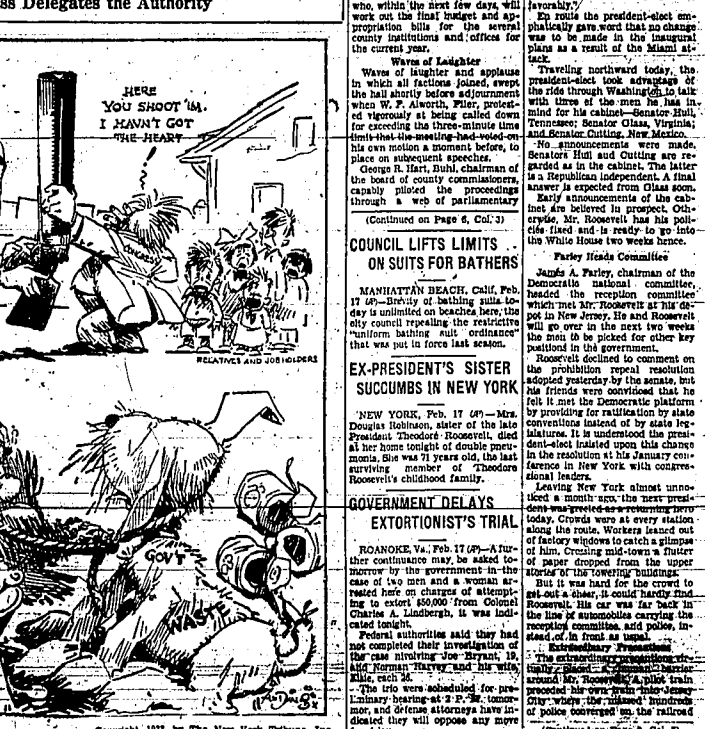 ss Delegates the Authority
HERE
YOU SHOOT 'IM.
I HAVN'T GOT
THE HEART
CONGRESS
RELATIVES AND JOBHOLDERS
GOV'T
WASTE
who, within the next few days, will
work out the final budget and ap-
propriation bills for the several
county institutions and offices for
the current year.
Waves of Laughter
Waves of laughter and applause
in which all factions joined, swept
the hall shortly before adjournment
when W. F. Alworth, Filer, protest-
ed vigorously at being called down
for exceeding the three-minute time
limit that the meeting had voted on
his own motion a moment before, to
place on subsequent speeches.
George R. Hart, Buhl, chairman of
the board of county commissioners,
capably piloted the proceedings
through a web of parliamentary
(Continued on Page 6, Col. 3)
COUNCIL LIFTS LIMITS
ON SUITS FOR BATHERS
MANHATTAN BEACH, Calif, Feb.
17 (AP)—Brevity of bathing suits to-
day is unlimited on beaches here, the
city council repealing the restrictive
"uniform bathing suit ordinance"
that was put in force last season.
EX-PRESIDENT'S SISTER
SUCCUMBS IN NEW YORK
NEW YORK, Feb. 17 (AP)—Mrs.
Douglas Robinson, sister of the late
President Theodore Roosevelt, died
at her home tonight of double pneu-
monia. She was 71 years old, the last
surviving member of Theodore
Roosevelt's childhood family.
GOVERNMENT DELAYS
EXTORTIONIST'S TRIAL
ROANOKE, Va., Feb. 17 (AP)—A fur-
ther continuance may be asked to-
morrow by the government in the
case of two men and a woman ar-
rested here on charges of attempt-
ing to extort $50,000 from Colonel
Charles A. Lindbergh, it was indi-
cated tonight.
Federal authorities said they had
not completed their investigation of
the case nivolving Joe Bryant, 19,
and Norman Harvey and his wife,
Elsie, each 26.
The trio were scheduled for pre-
liminary hearing at 2 P. M. tomor-
row, and defense attorneys have in-
dicated they will oppose any move
favorably."
En route the president-elect em-
phatically gave word that no change
was to be made in the inaugural
plans as a result of the Miami at-
tack.
Traveling northward today, the
president-elect took advantage of
the ride through Washington to talk
with three of the men he has in
mind for his cabinet—Senator Hull,
Tennessee; Senator Glass, Virginia;
and Senator Cutting, New Mexico.
No announcements were made.
Senators Hull and Cutting are re-
garded as in the cabinet. The latter
is a Republican independent. A final
answer is expected from Glass soon.
Early announcements of the cab-
inet are believed in prospect. Oth-
erwise, Mr. Roosevelt has his poli-
cies fixed and is ready to go into
the White House two weeks hence.
Farley Heads Committee
James A. Farley, chairman of the
Democratic national committee,
headed the reception committee
which met Mr. Roosevelt at his de-
pot in New Jersey. He and Roosevelt
will go over in the next two weeks
the men to be picked for other key
positions in the government.
Roosevelt declined to comment on
the prohibition repeal resolution
adopted yesterday by the senate, but
his friends were convinced that he
felt it met the Democratic platform
by providing for ratification by state
conventions instead of by state leg-
islatures. It is understood the presi-
dent-elect insisted upon this change
in the resolution at his January con-
ference in New York with congres-
sional leaders.
Leaving New York almost unno-
ticed a month ago, the next presi-
dent was greeted as a returning hero
today. Crowds were at every station
along the route. Workers leaned out
of factory windows to catch a glimpse
of him. Crossing mid-town a flutter
of paper dropped from the upper
stories of the towering buildings.
But it was hard for the crowd to
get out a cheer, it could hardly find
Roosevelt. His car was far back in
the line of automobiles carrying the
reception committee and police, in-
stead of in front as usual.
Extraordinary Precautions
The extraordinary precautions vir-
tually placed a human barrier
around Mr. Roosevelt. A pilot train
preceded his own train into Jersey
City where the massed hundreds
of police converged on the railroad